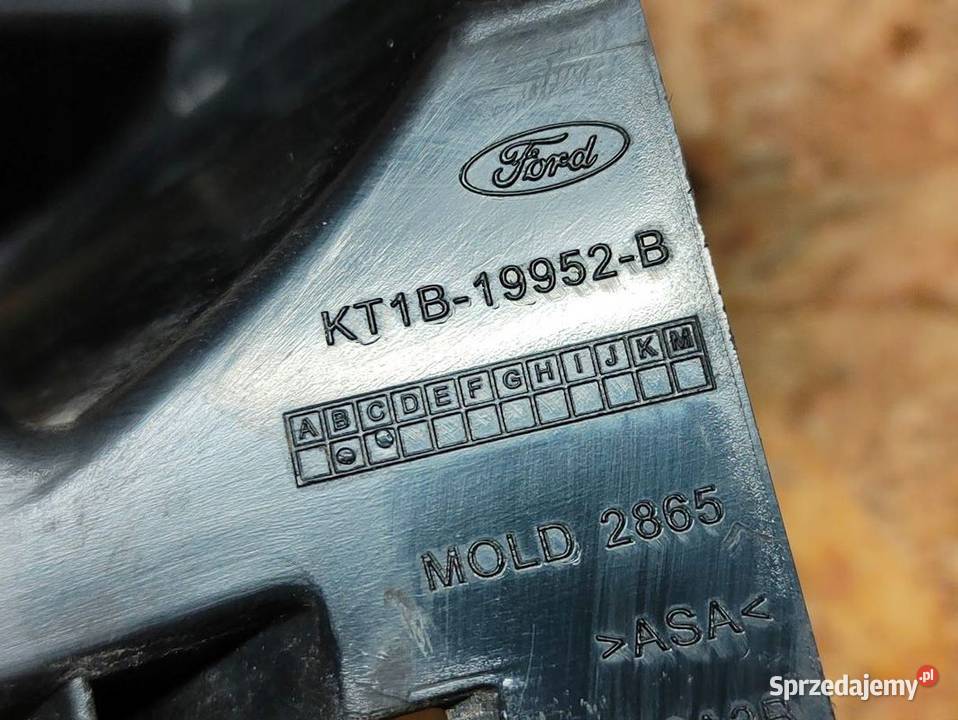 Ford
KT1B-19952-B
A B C D E F G H I J K M
MOLD 2865
>ASA<
Sprzedajemy.pl